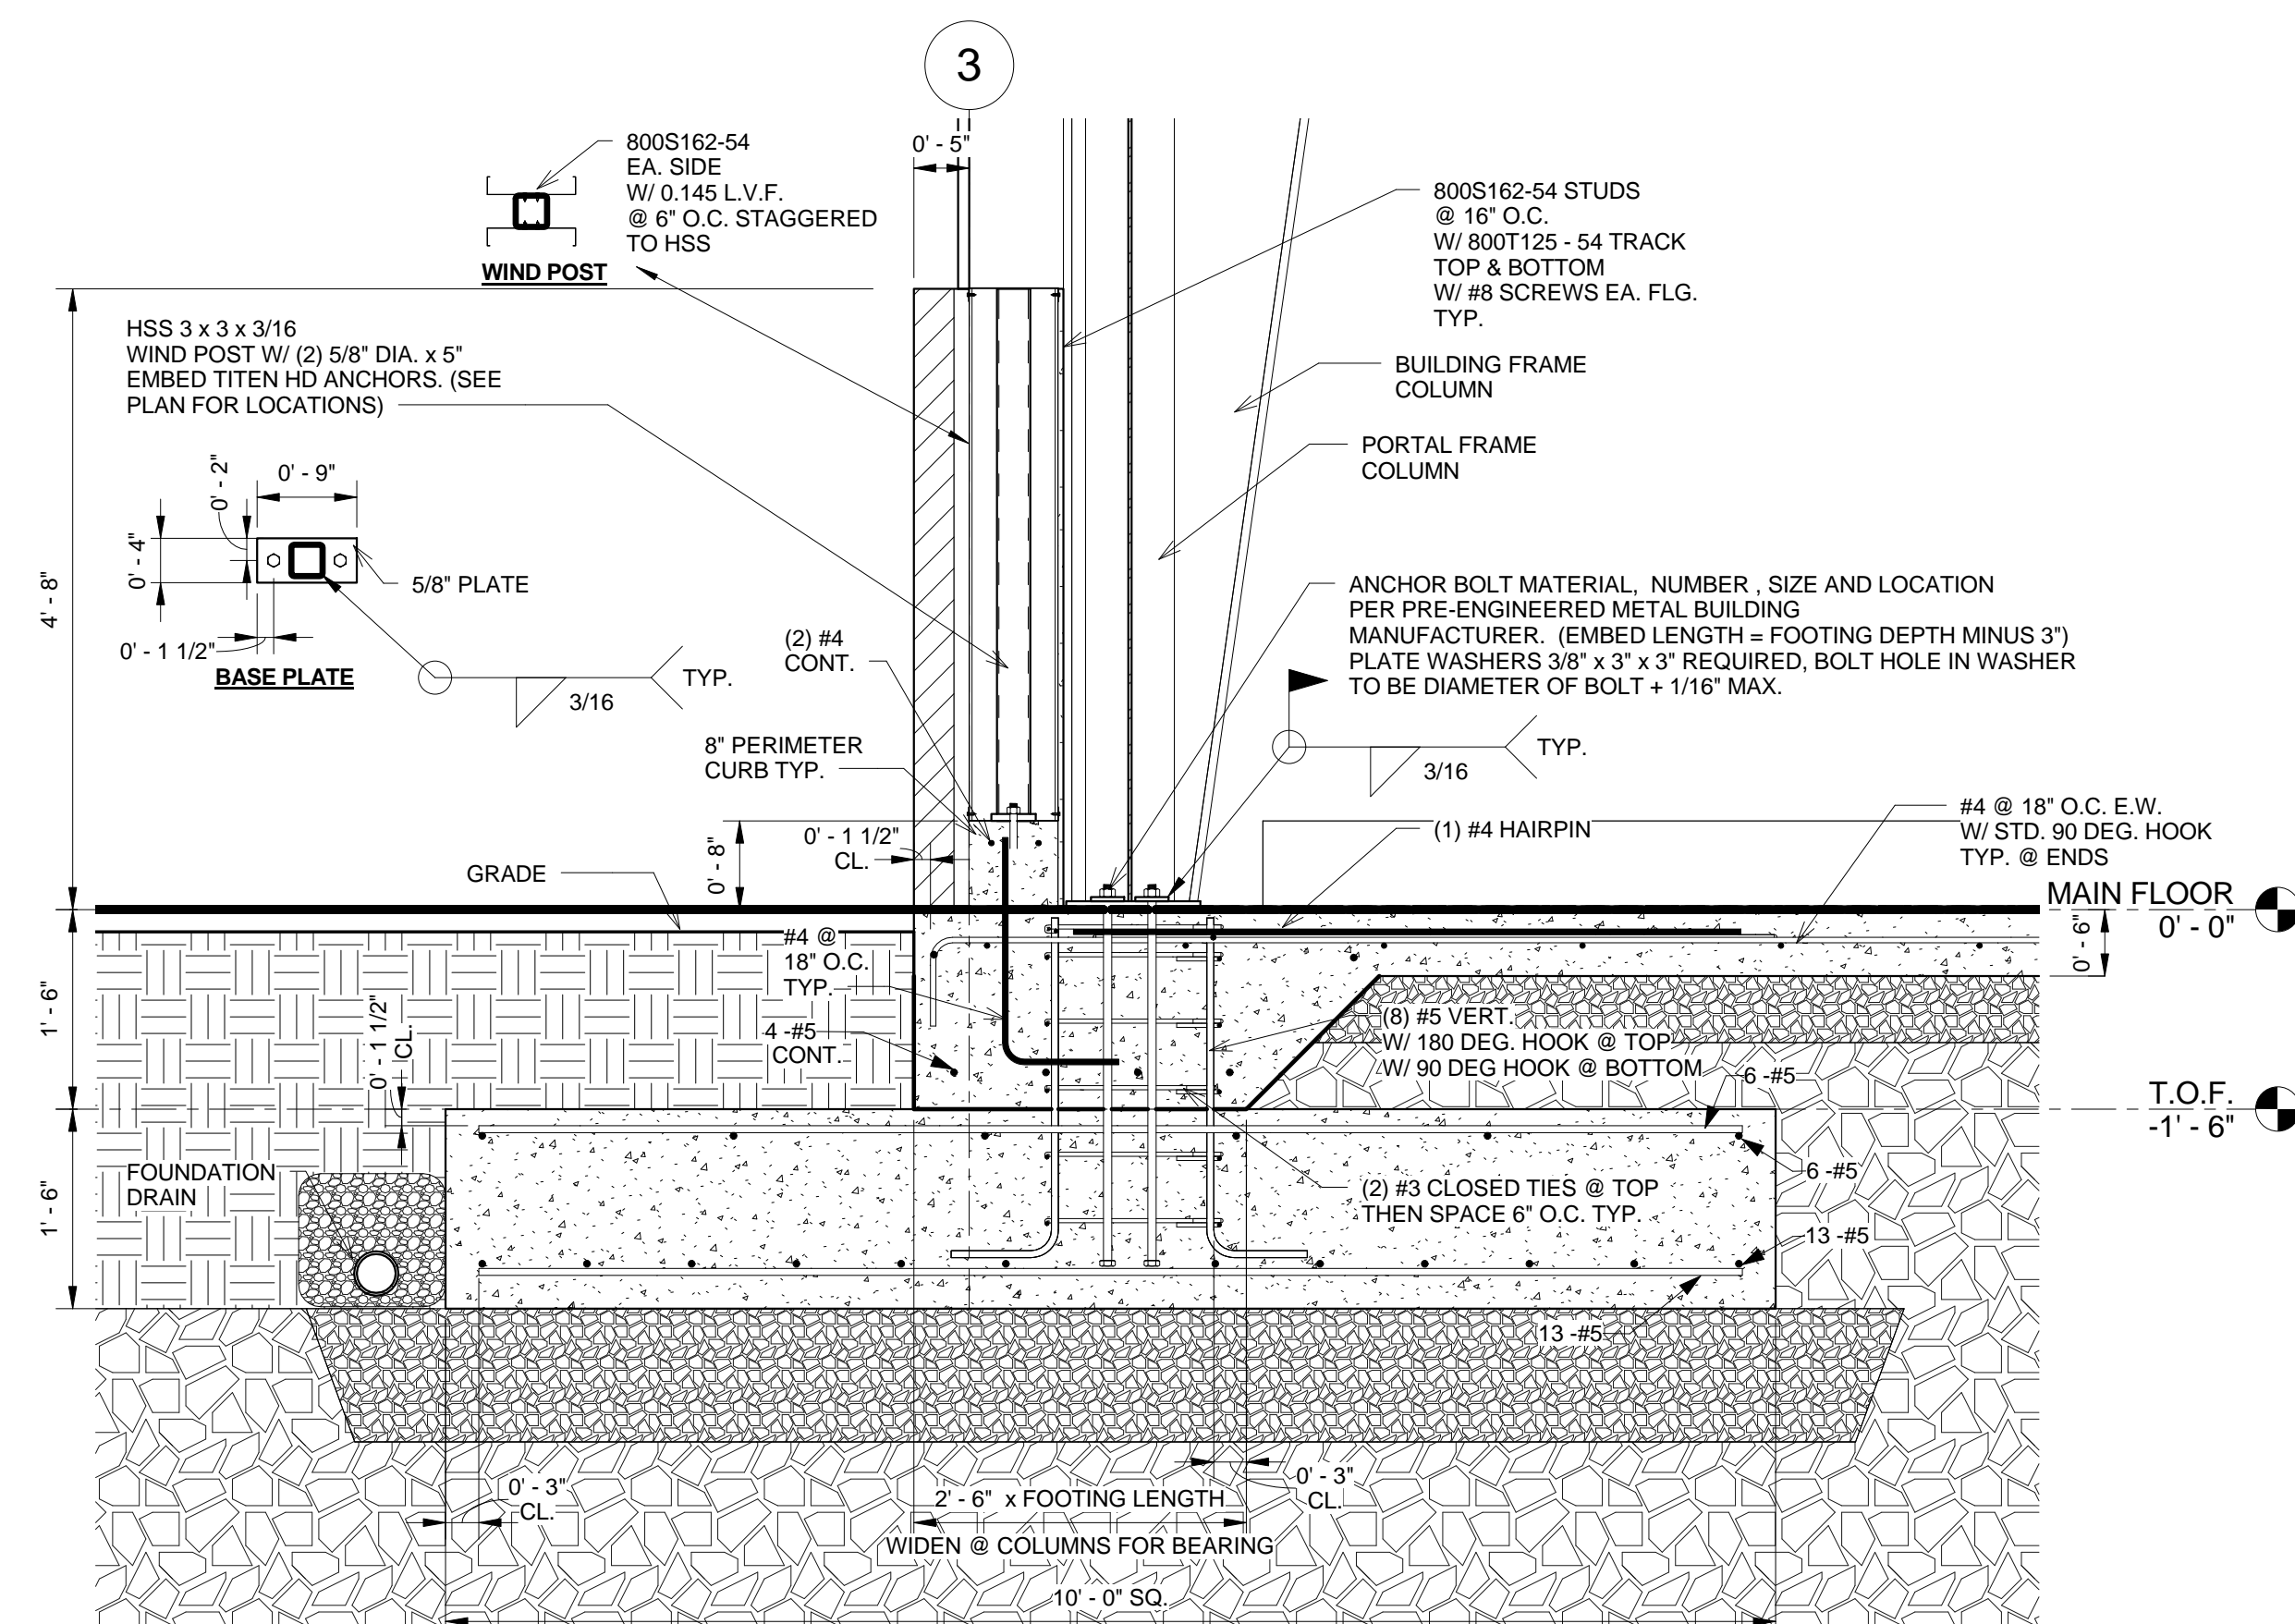 3
0' - 5"
800S162-54
EA. SIDE
W/ 0.145 L.V.F.
@ 6" O.C. STAGGERED
TO HSS
WIND POST
800S162-54 STUDS
@ 16" O.C.
W/ 800T125 - 54 TRACK
TOP & BOTTOM
W/ #8 SCREWS EA. FLG.
TYP.
HSS 3 x 3 x 3/16
WIND POST W/ (2) 5/8" DIA. x 5"
EMBED TITEN HD ANCHORS. (SEE
PLAN FOR LOCATIONS)
BUILDING FRAME
COLUMN
PORTAL FRAME
COLUMN
0' - 2"
0' - 9"
0' - 4"
5/8" PLATE
0' - 1 1/2"
BASE PLATE
TYP.
3/16
4' - 8"
ANCHOR BOLT MATERIAL, NUMBER , SIZE AND LOCATION
PER PRE-ENGINEERED METAL BUILDING
MANUFACTURER. (EMBED LENGTH = FOOTING DEPTH MINUS 3")
PLATE WASHERS 3/8" x 3" x 3" REQUIRED, BOLT HOLE IN WASHER
TO BE DIAMETER OF BOLT + 1/16" MAX.
TYP.
3/16
(2) #4
CONT.
8" PERIMETER
CURB TYP.
0' - 8"
0' - 1 1/2"
CL.
(1) #4 HAIRPIN
#4 @ 18" O.C. E.W.
W/ STD. 90 DEG. HOOK
TYP. @ ENDS
GRADE
MAIN FLOOR
0' - 0"
0' - 6"
#4 @
18" O.C.
TYP.
4 -#5
CONT.
1' - 6"
0' - 1 1/2"
CL.
(8) #5 VERT.
W/ 180 DEG. HOOK @ TOP
W/ 90 DEG HOOK @ BOTTOM
6 -#5
T.O.F.
-1' - 6"
FOUNDATION
DRAIN
1' - 6"
6 -#5
(2) #3 CLOSED TIES @ TOP
THEN SPACE 6" O.C. TYP.
13 -#5
13 -#5
0' - 3"
CL.
2' - 6" x FOOTING LENGTH
WIDEN @ COLUMNS FOR BEARING
0' - 3"
CL.
10' - 0" SQ.